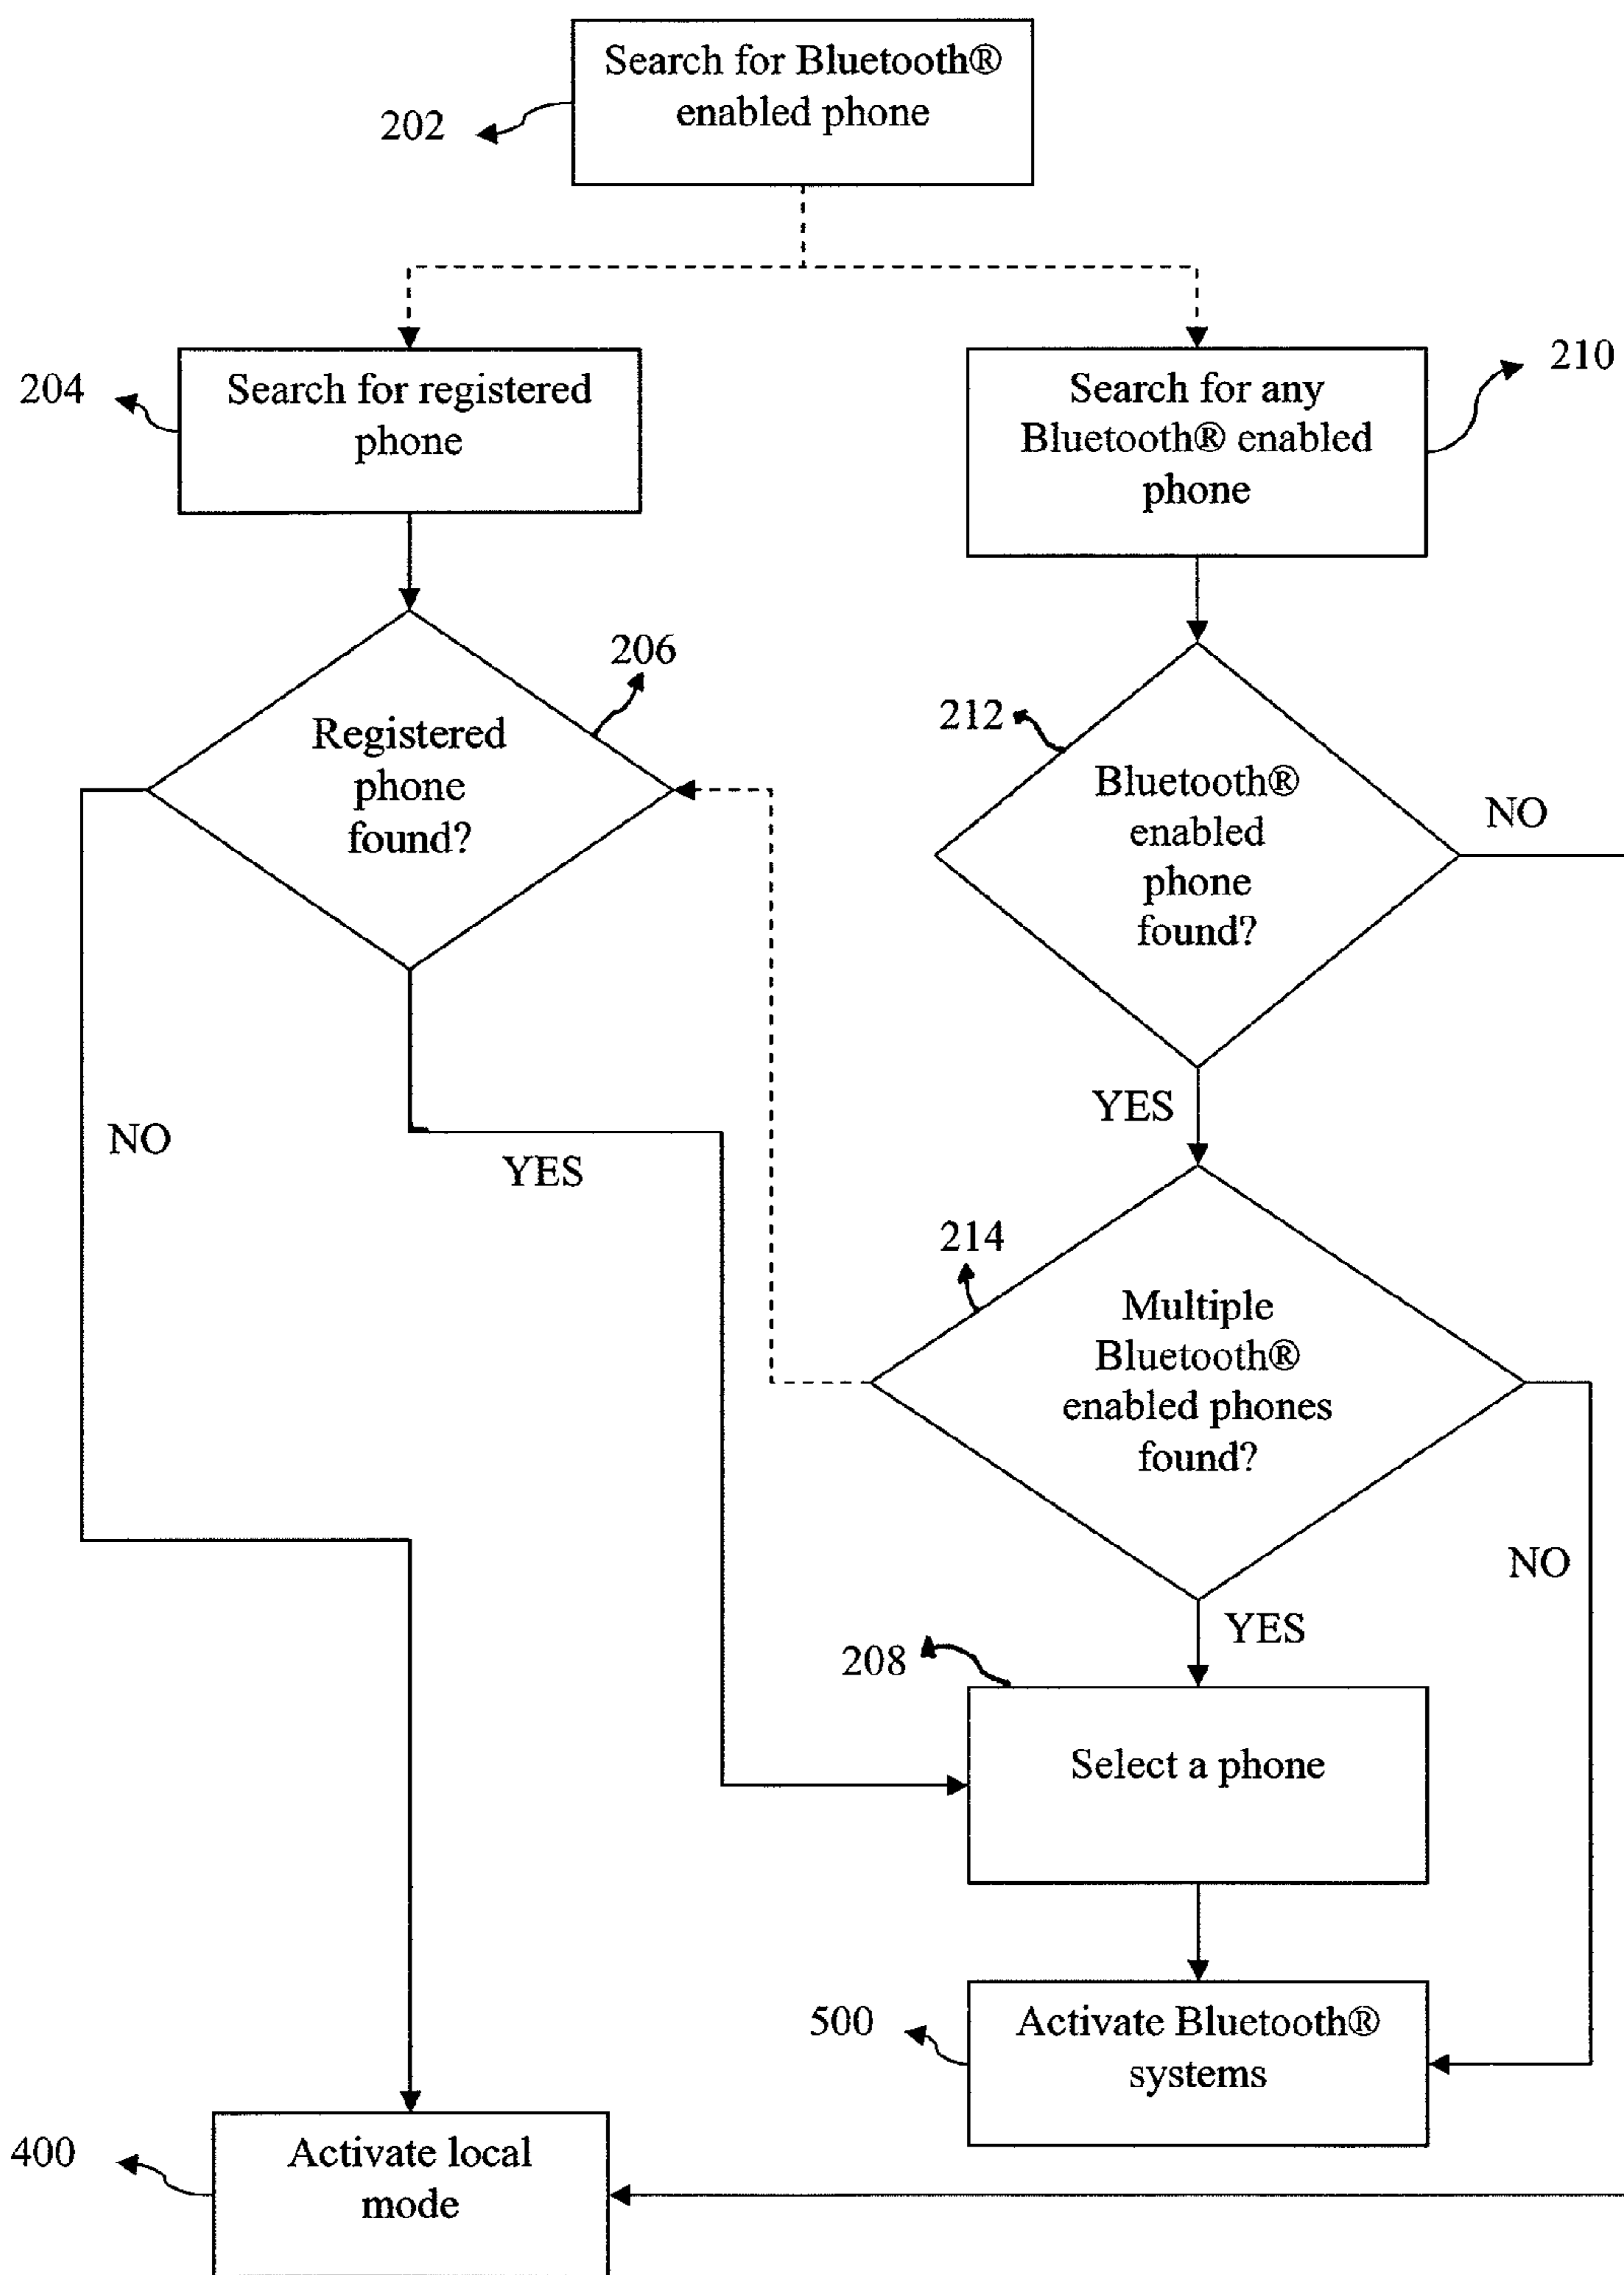 Search for Bluetooth®
enabled phone
202
204
Search for registered
phone
Search for any
Bluetooth® enabled
phone
210
206
Registered
phone
found?
212
Bluetooth®
enabled
phone
found?
NO
YES
NO
YES
214
Multiple
Bluetooth®
enabled phones
found?
NO
YES
208
Select a phone
500
Activate Bluetooth®
systems
400
Activate local
mode